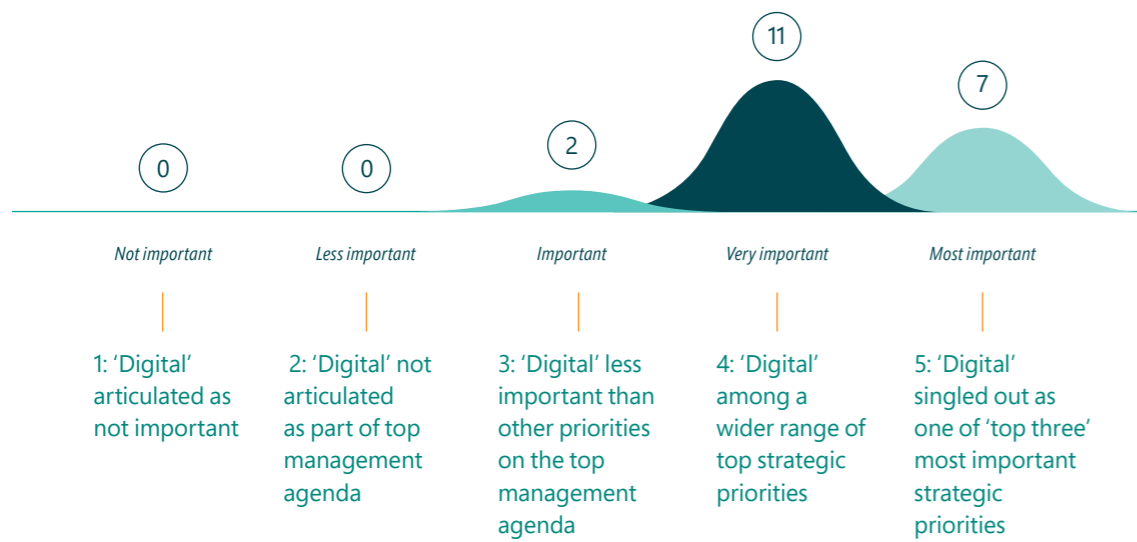 0
0
2
11
7
Not important
Less important
Important
Very important
Most important
1: ‘Digital’
articulated as
not important
2: ‘Digital’ not
articulated
as part of top
management
agenda
3: ‘Digital’ less
important than
other priorities
on the top
management
agenda
4: ‘Digital’
among a
wider range of
top strategic
priorities
5: ‘Digital’
singled out as
one of ‘top three’
most important
strategic
priorities